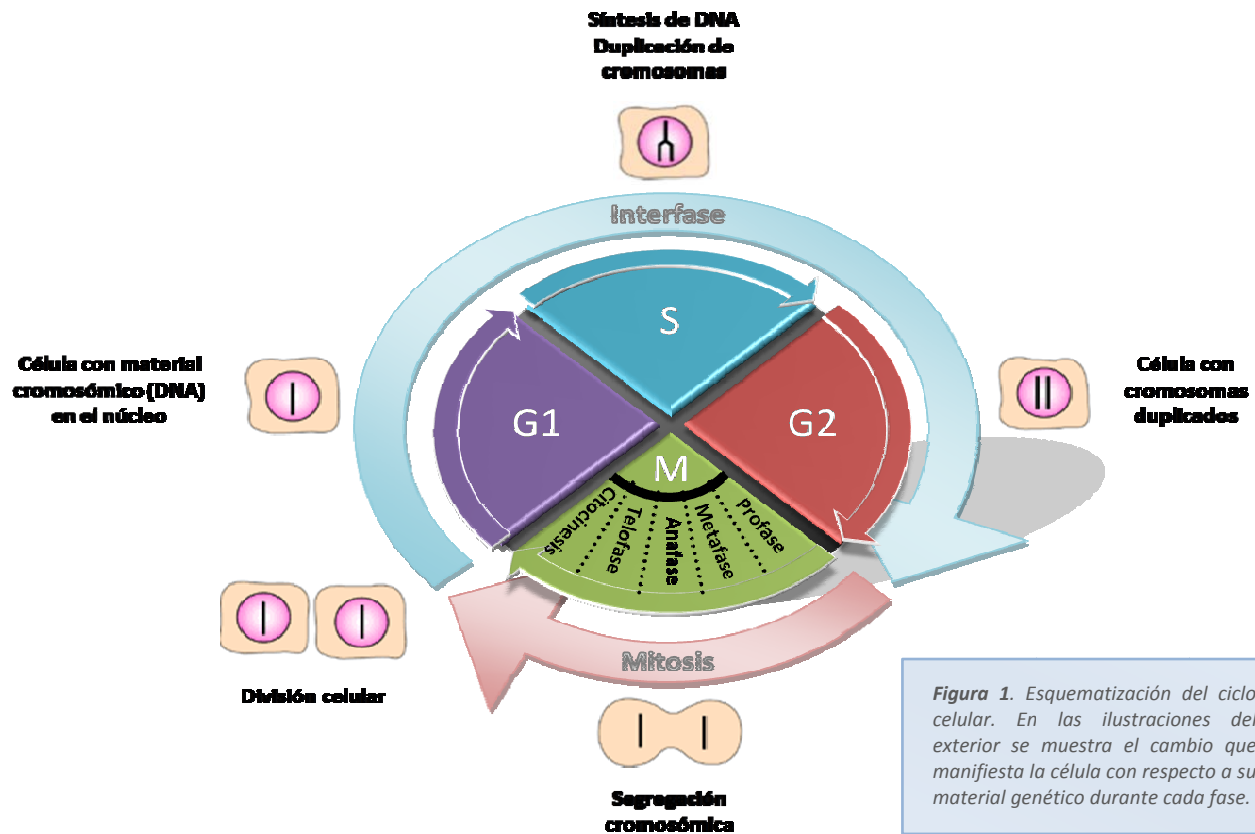 Síntesis de DNA
Duplicación de
cromosomas
Interfase
S
Célula con material
cromosómico (DNA)
en el núcleo
G1
G2
Célula con
cromosomas
duplicados
M
Citocinesis
Telofase
Anafase
Metafase
Profase
División celular
Mitosis
Segregación
cromosómica
Figura 1. Esquematización del ciclo
celular. En las ilustraciones del
exterior se muestra el cambio que
manifiesta la célula con respecto a su
material genético durante cada fase.